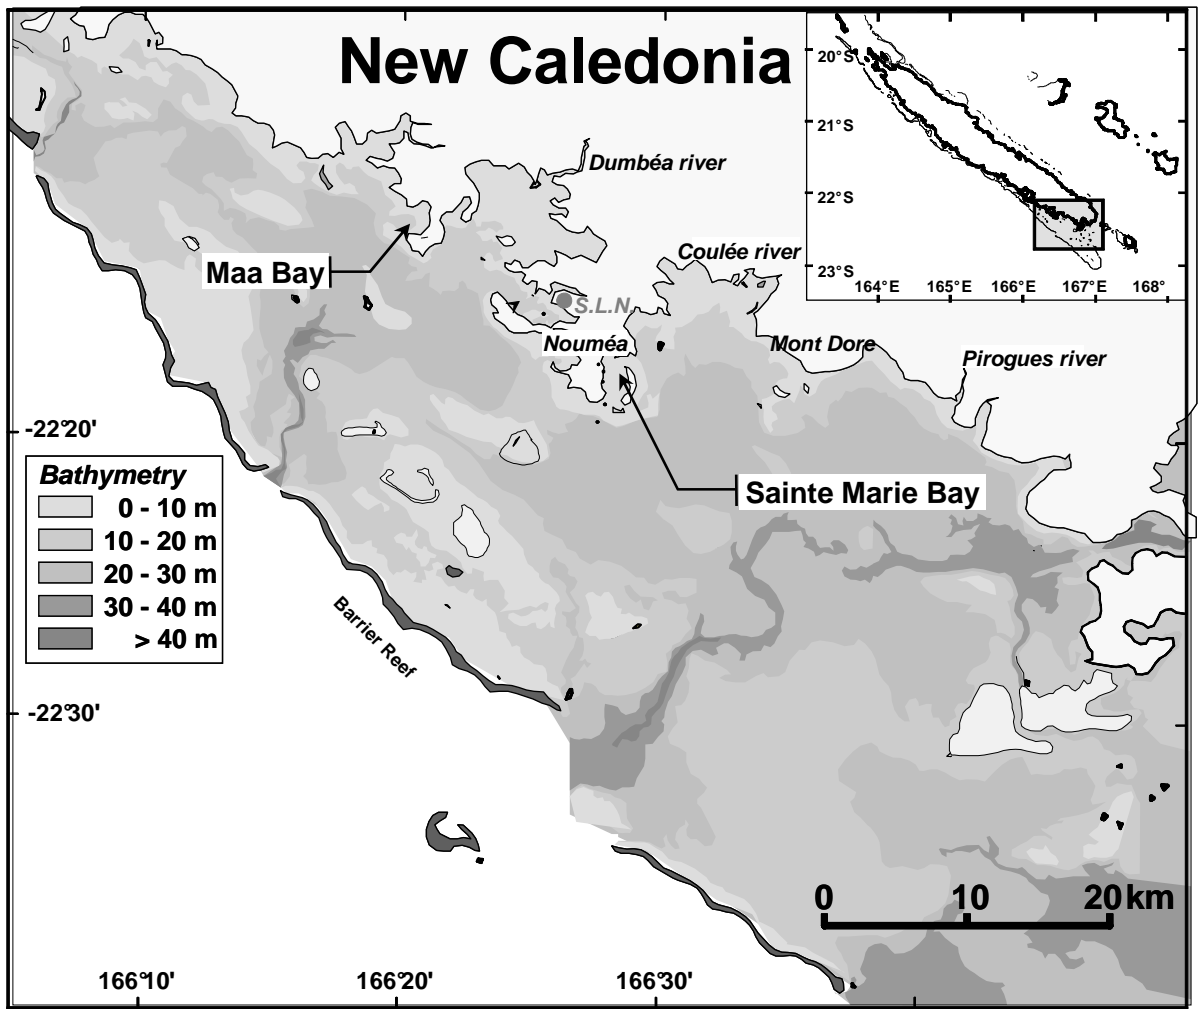 New Caledonia
20°S
21°S
22°S
23°S
164°E
165°E
166°E
167°E
168°
Dumbéa river
Coulée river
Maa Bay
S.L.N.
Nouméa
Mont Dore
Pirogues river
-22°20'
Bathymetry
0 - 10 m
10 - 20 m
20 - 30 m
30 - 40 m
> 40 m
Sainte Marie Bay
Barrier Reef
-22°30'
0 10 20 km
166°10' 166°20' 166°30'